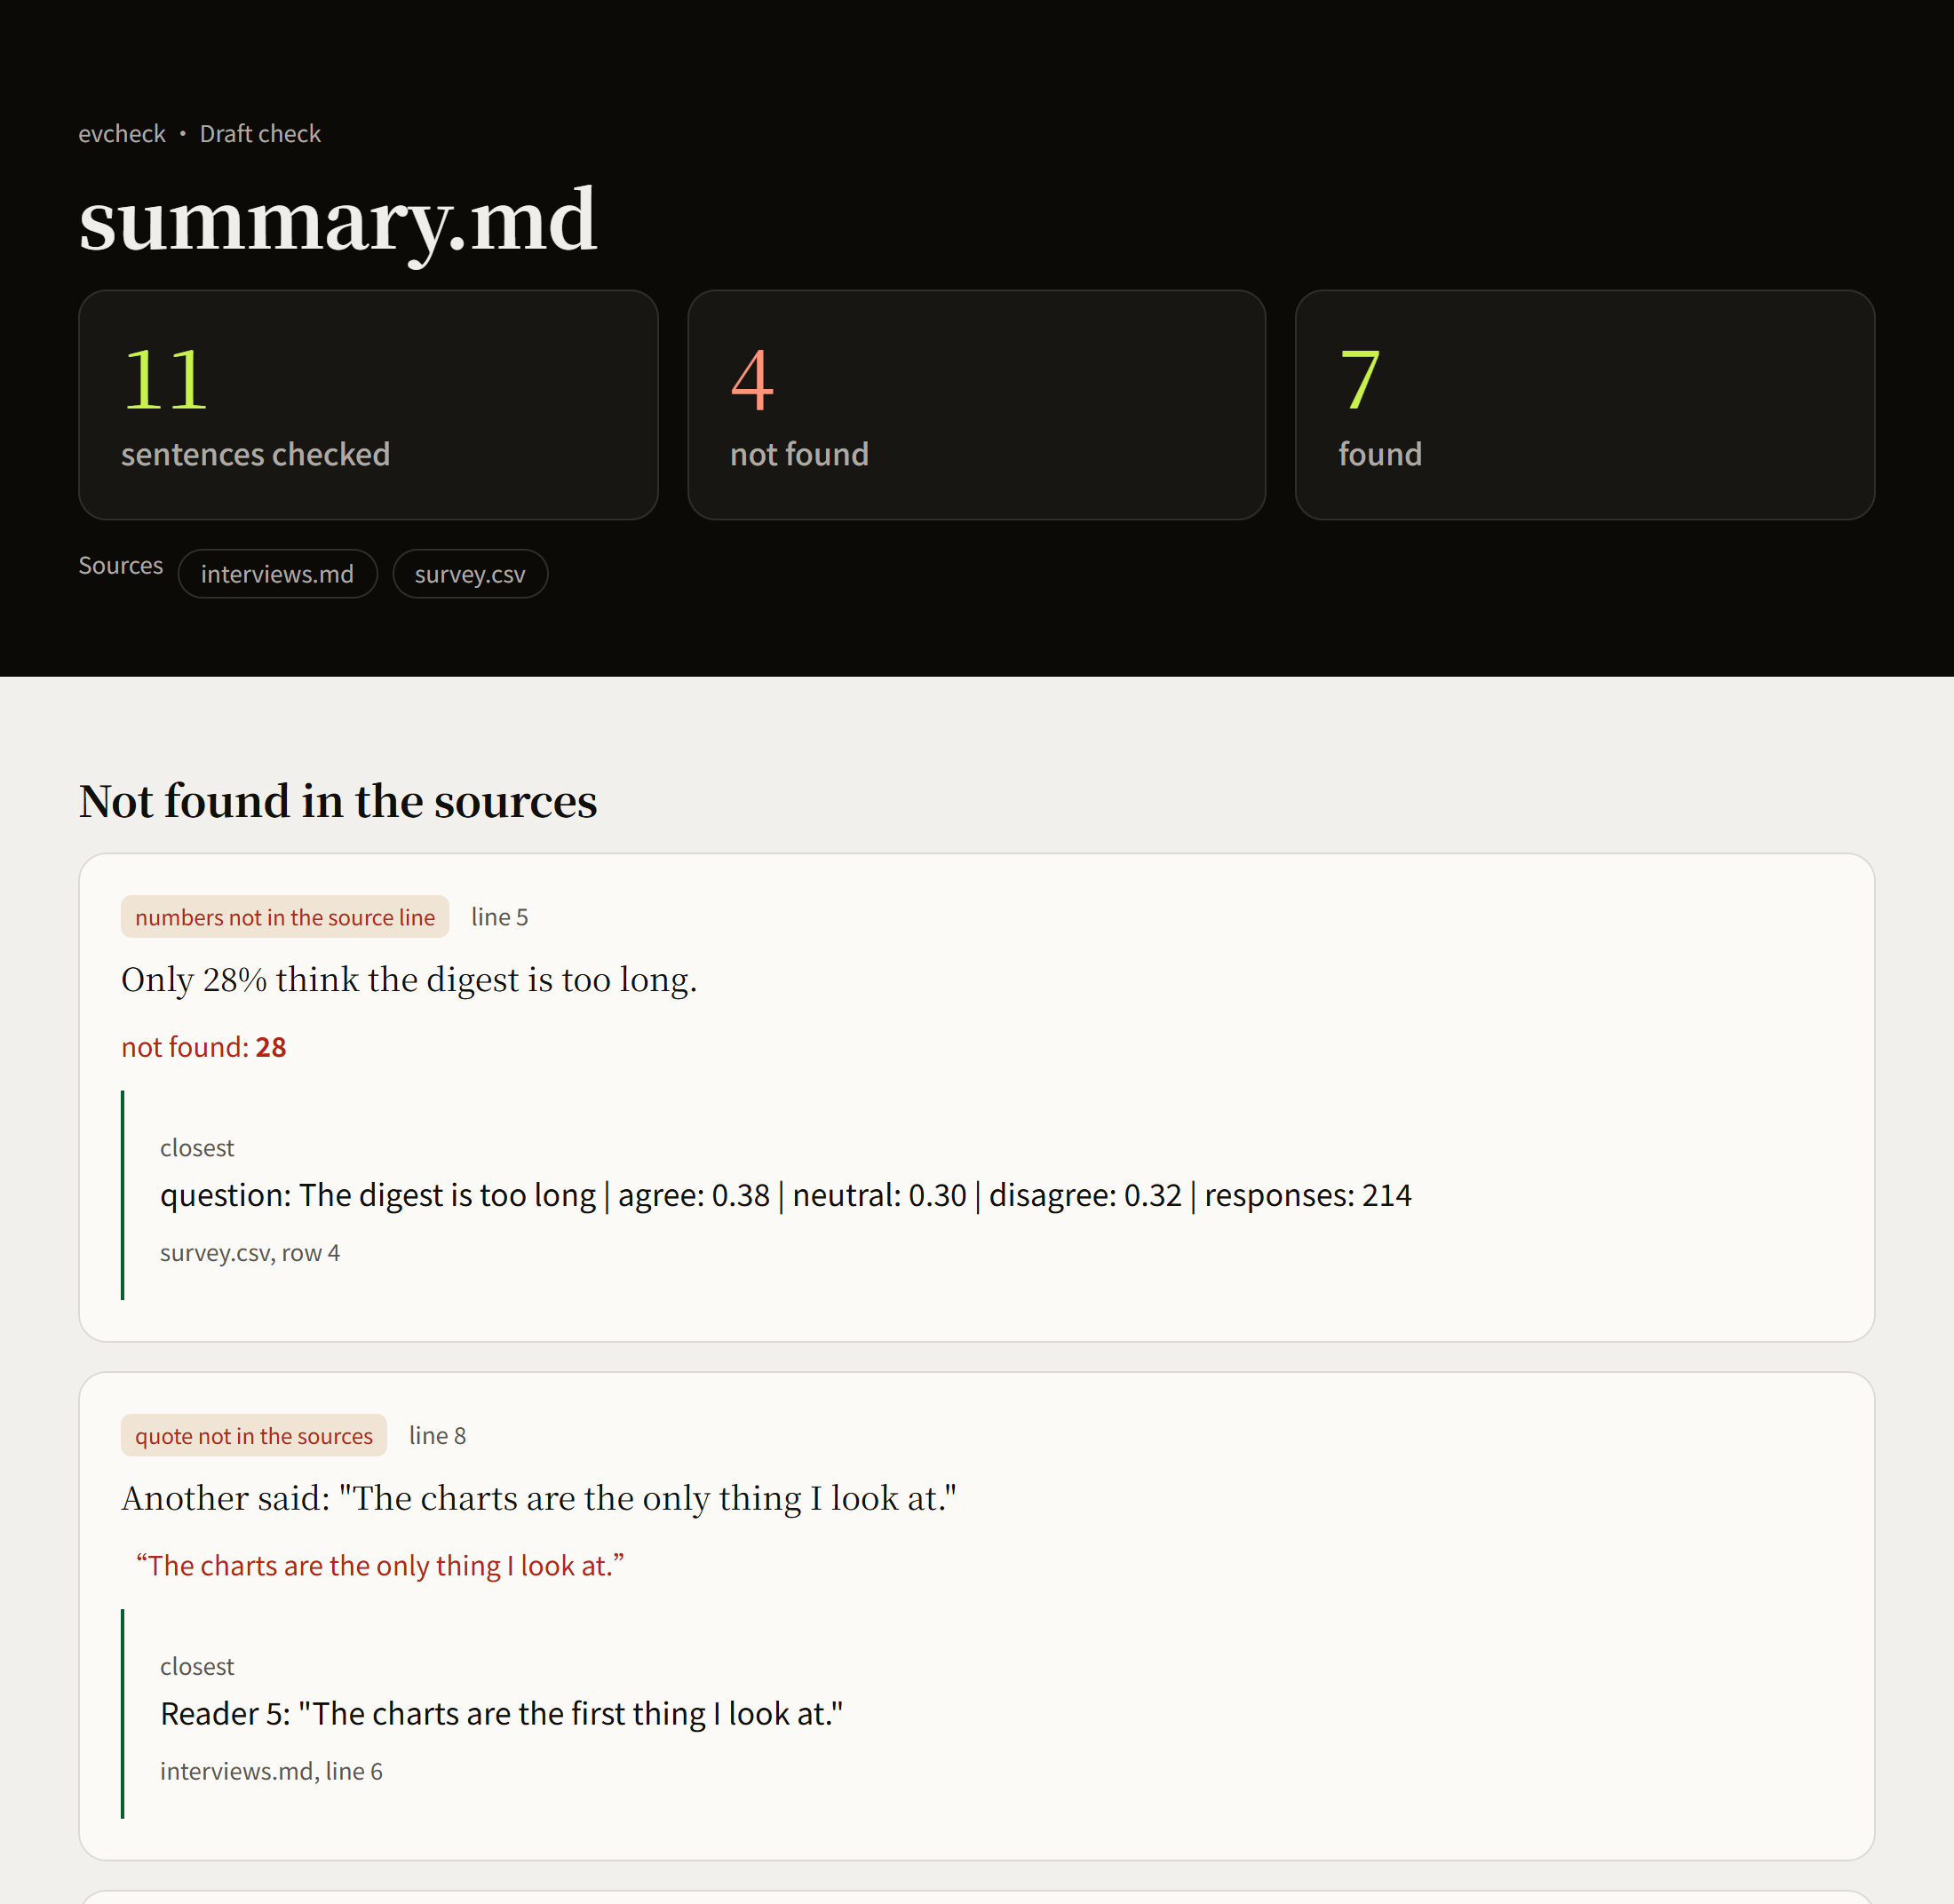 evcheck • Draft check
summary.md
11
sentences checked
4
not found
7
found
Sources interviews.md survey.csv
Not found in the sources
numbers not in the source line line 5
Only 28% think the digest is too long.
not found: 28
closest
question: The digest is too long | agree: 0.38 | neutral: 0.30 | disagree: 0.32 | responses: 214
survey.csv, row 4
quote not in the sources line 8
Another said: "The charts are the only thing I look at."
“The charts are the only thing I look at.”
closest
Reader 5: "The charts are the first thing I look at."
interviews.md, line 6